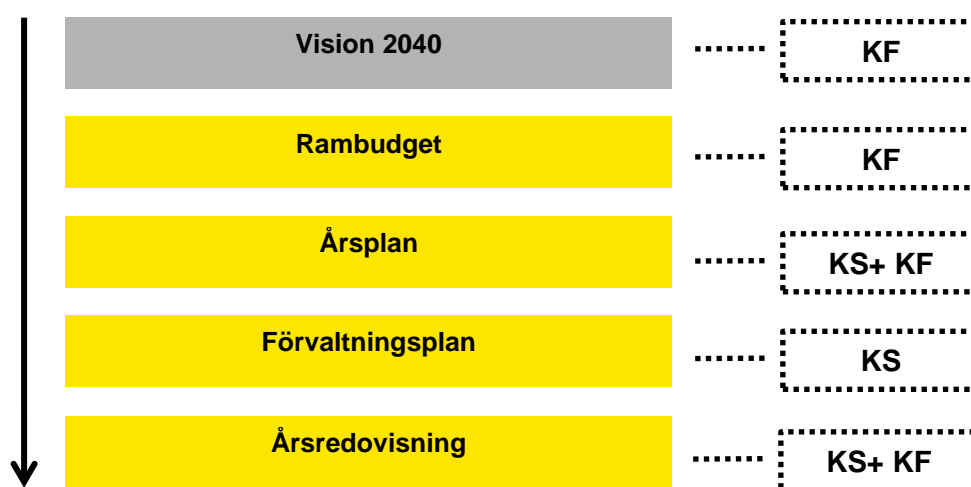 Vision 2040
KF
Rambudget
KF
Årsplan
KS+ KF
Förvaltningsplan
KS
Årsredovisning
KS+ KF